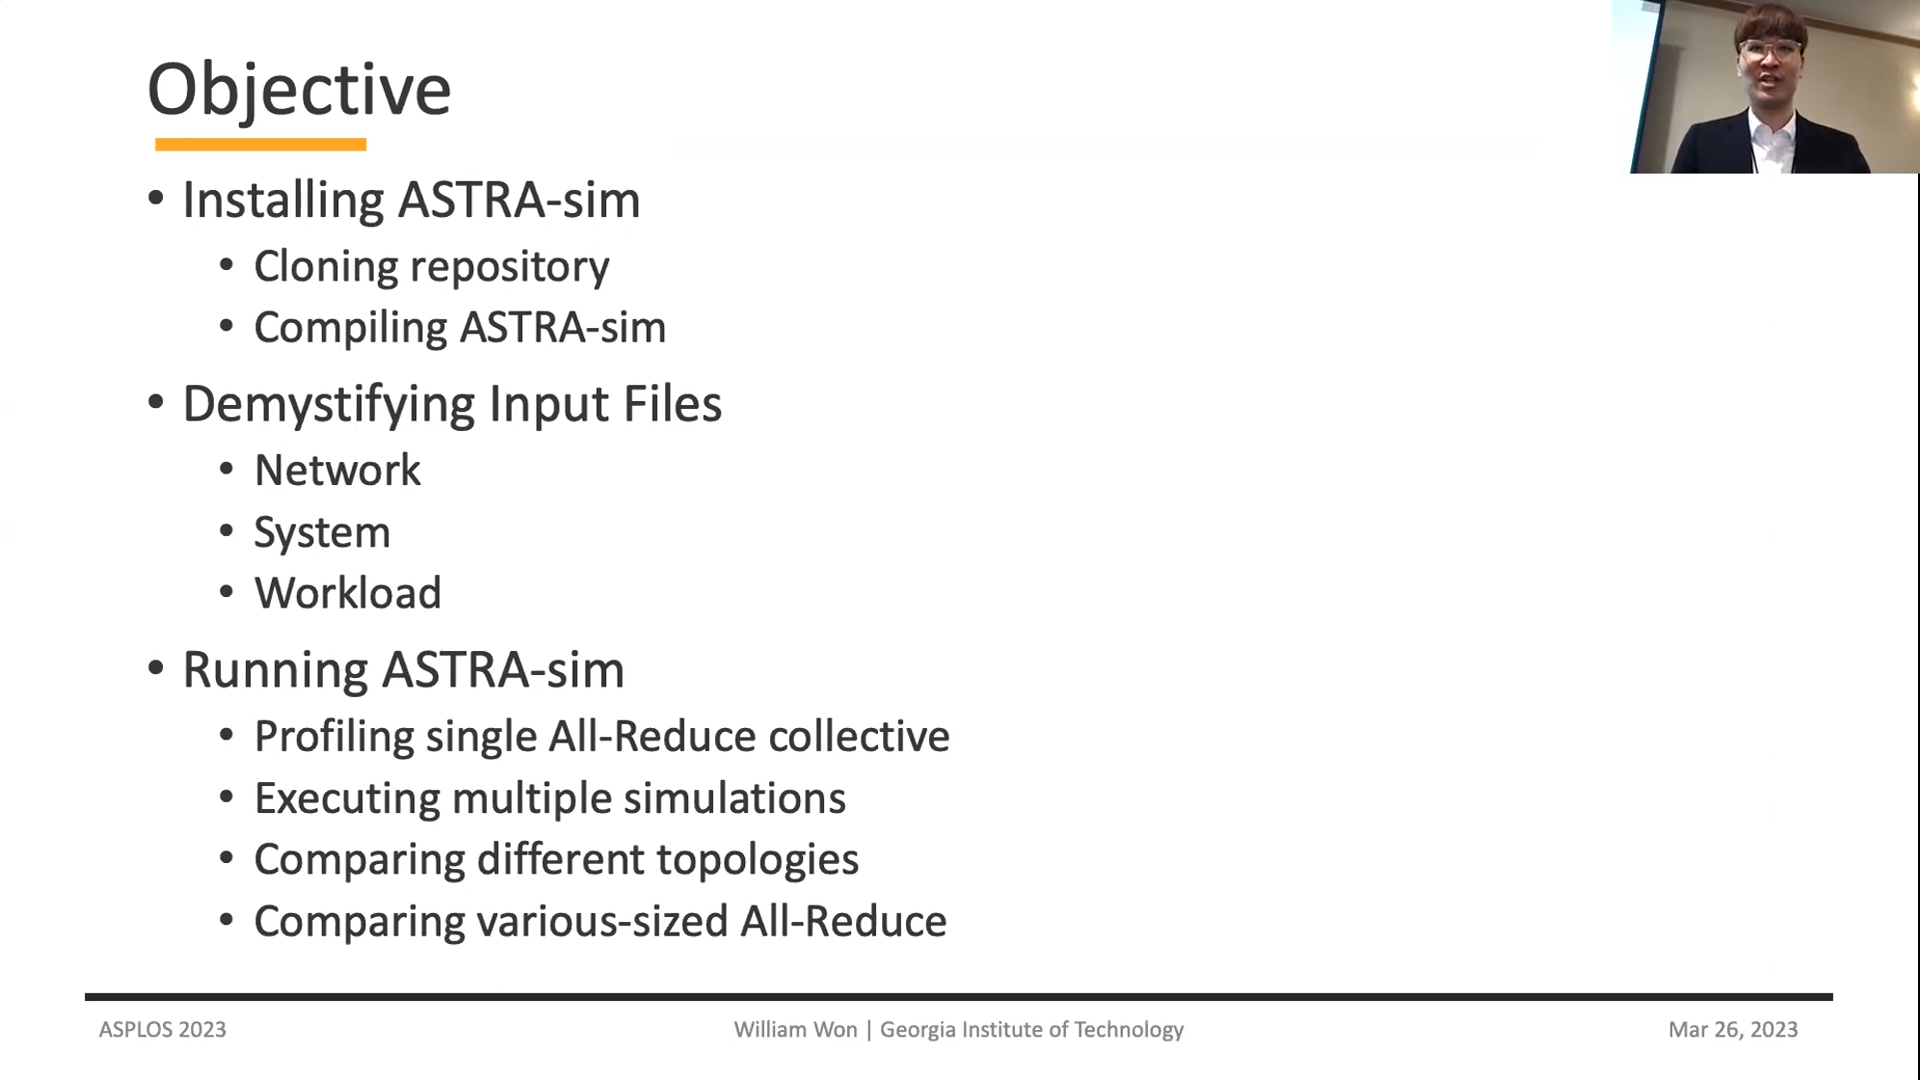 Objective
• Installing ASTRA-sim
• Cloning repository
• Compiling ASTRA-sim
• Demystifying Input Files
• Network
• System
• Workload
• Running ASTRA-sim
• Profiling single All-Reduce collective
• Executing multiple simulations
• Comparing different topologies
• Comparing various-sized All-Reduce
ASPLOS 2023
William Won | Georgia Institute of Technology
Mar 26, 2023